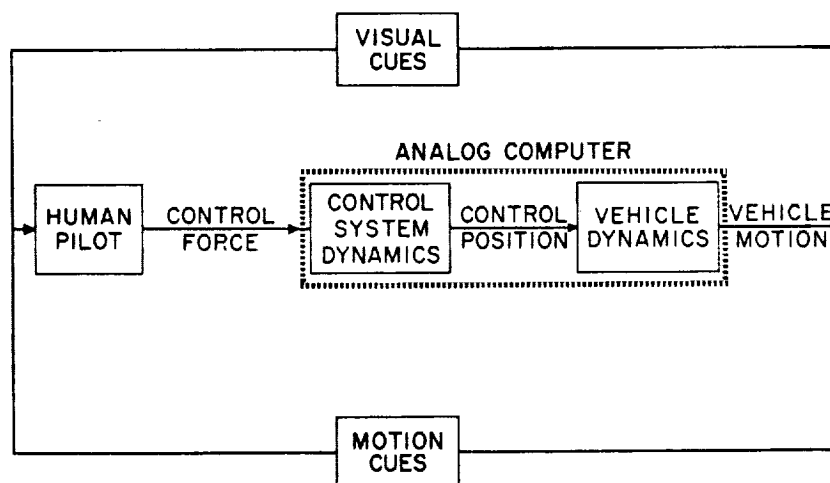 VISUAL
CUES
ANALOG COMPUTER
HUMAN
PILOT
CONTROL
FORCE
CONTROL
SYSTEM
DYNAMICS
CONTROL
POSITION
VEHICLE
DYNAMICS
VEHICLE
MOTION
MOTION
CUES